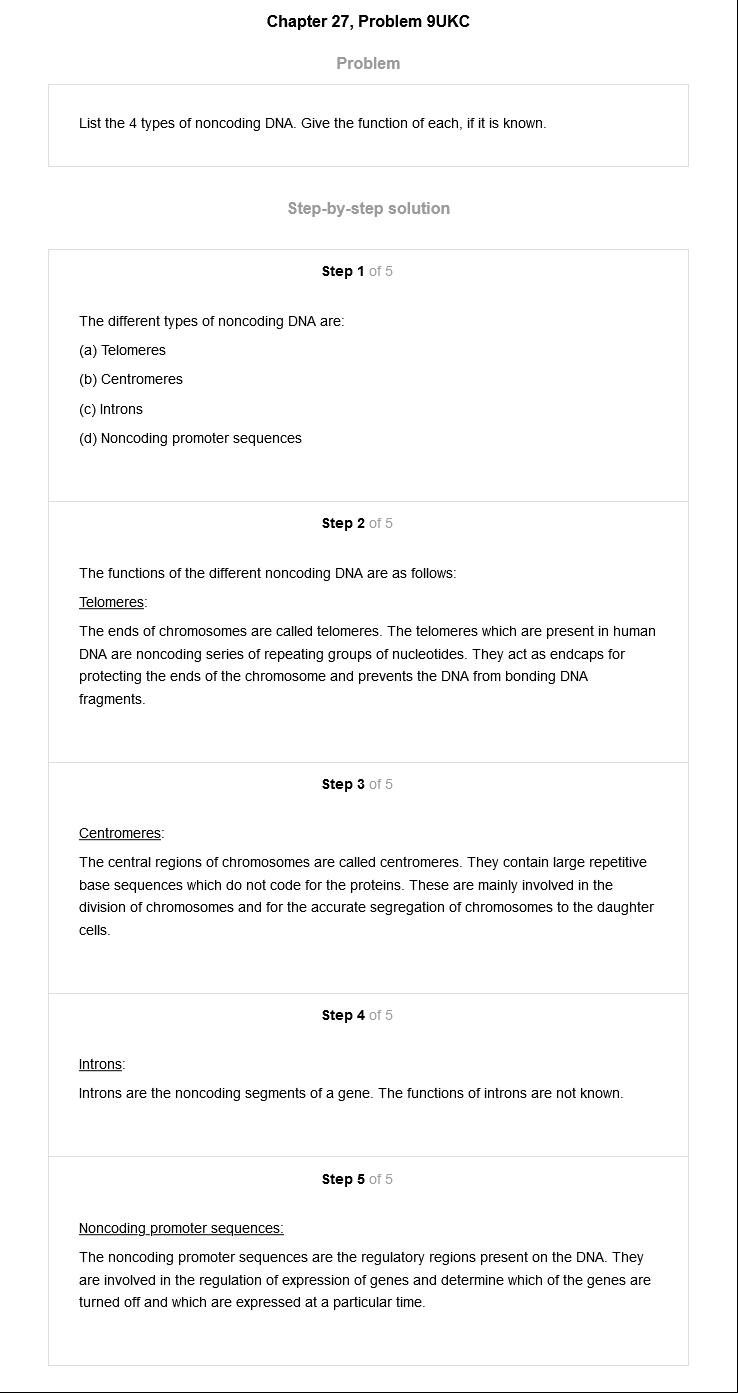 Chapter 27, Problem 9UKC
Problem
List the 4 types of noncoding DNA. Give the function of each, if it is known.
Step-by-step solution
Step 1 of 5
The different types of noncoding DNA are:
(a) Telomeres
(b) Centromeres
(c) Introns
(d) Noncoding promoter sequences
Step 2 of 5
The functions of the different noncoding DNA are as follows:
Telomeres:
The ends of chromosomes are called telomeres. The telomeres which are present in human
DNA are noncoding series of repeating groups of nucleotides. They act as endcaps for
protecting the ends of the chromosome and prevents the DNA from bonding DNA
fragments.
Step 3 of 5
Centromeres:
The central regions of chromosomes are called centromeres. They contain large repetitive
base sequences which do not code for the proteins. These are mainly involved in the
division of chromosomes and for the accurate segregation of chromosomes to the daughter
cells.
Step 4 of 5
Introns:
Introns are the noncoding segments of a gene. The functions of introns are not known.
Step 5 of 5
Noncoding promoter sequences:
The noncoding promoter sequences are the regulatory regions present on the DNA. They
are involved in the regulation of expression of genes and determine which of the genes are
turned off and which are expressed at a particular time.